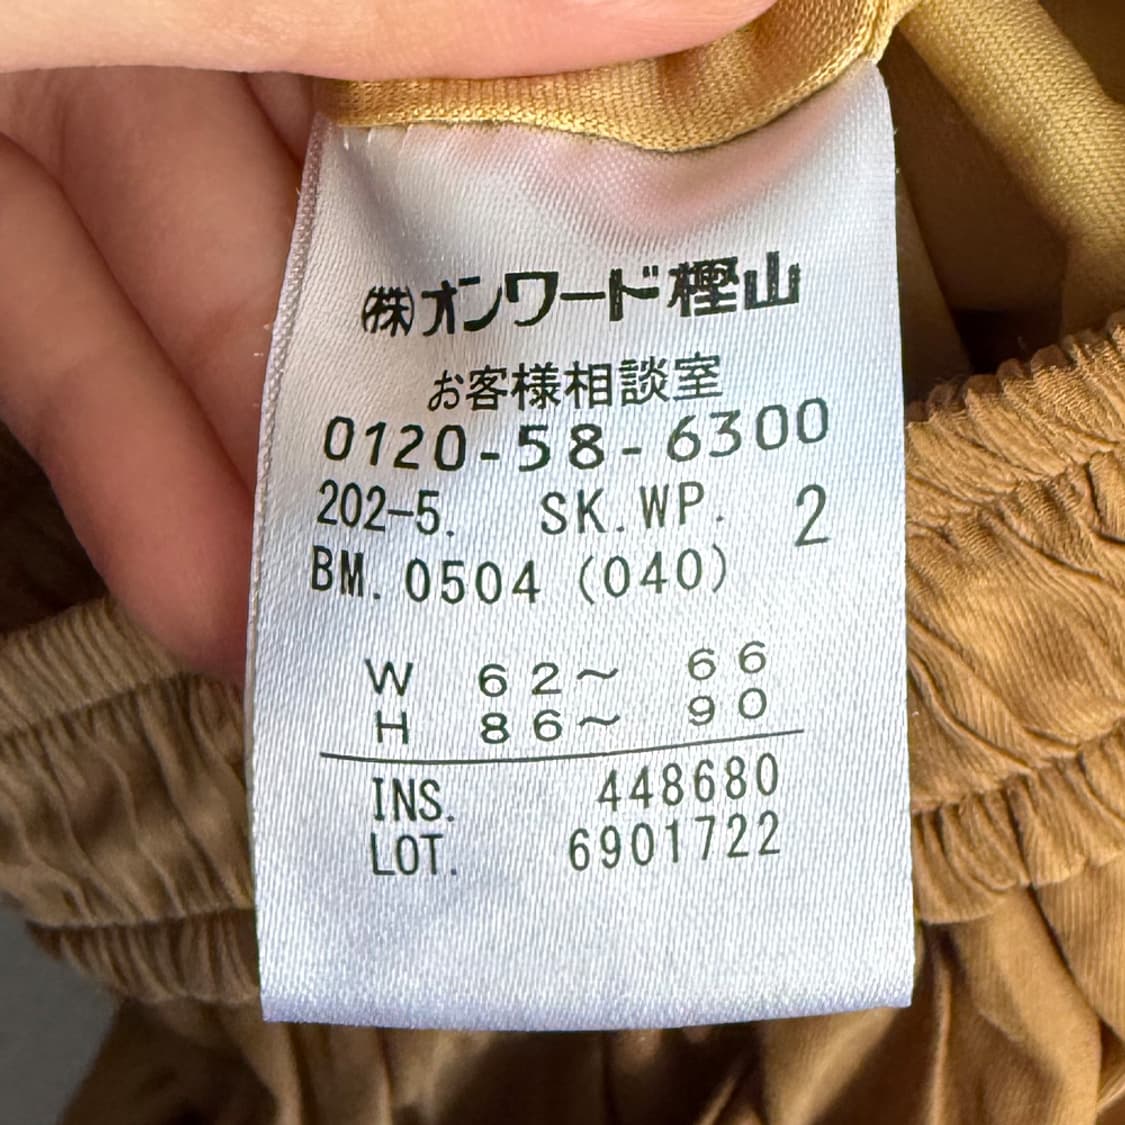 ㈱オンワード樫山
お客様相談室
0120-58-6300
202-5. SK.WP. 2
BM. 0504 (040)
W 62～ 66
H 86～ 90
INS. 448680
LOT. 6901722